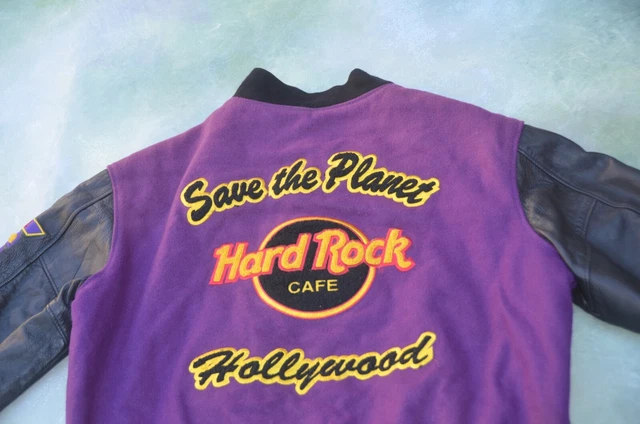 Save the Planet
Hard Rock
CAFE
Hollywood